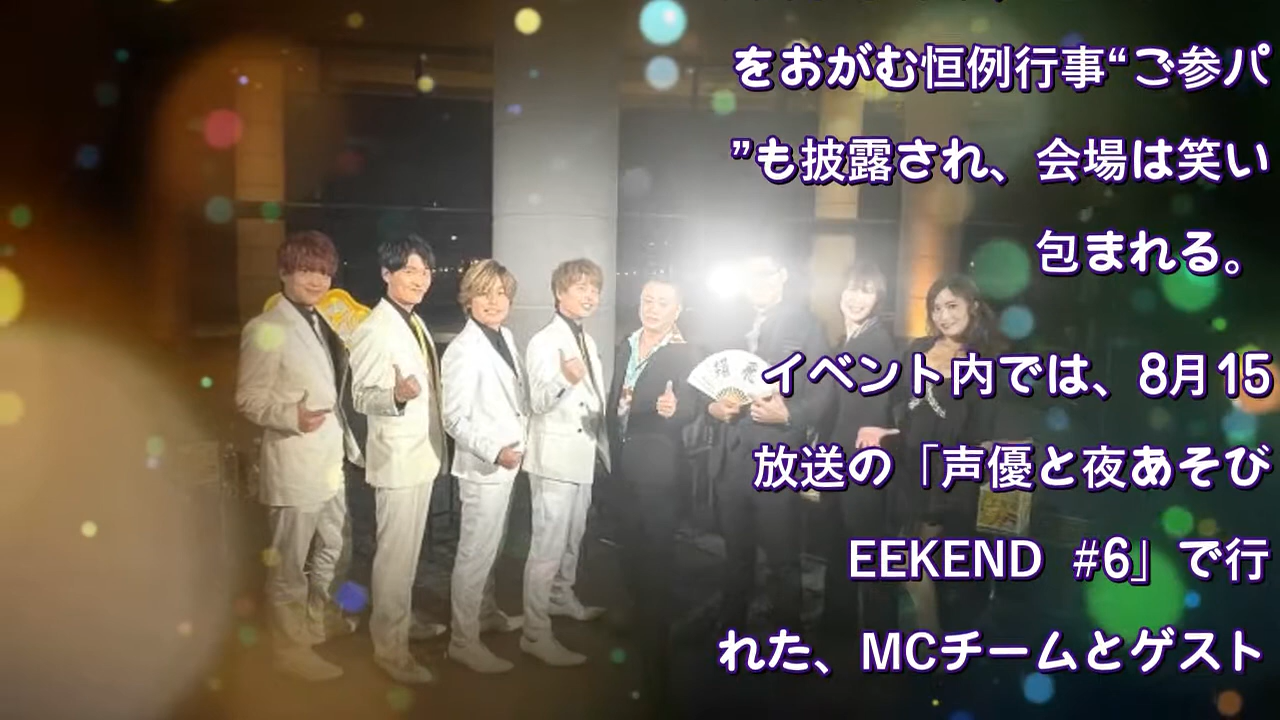 をおがむ恒例行事“ご参パ
”も披露され、会場は笑い
包まれる。
イベント内では、8月15
放送の「声優と夜あそび
EEKEND #6」で行
れた、MCチームとゲスト